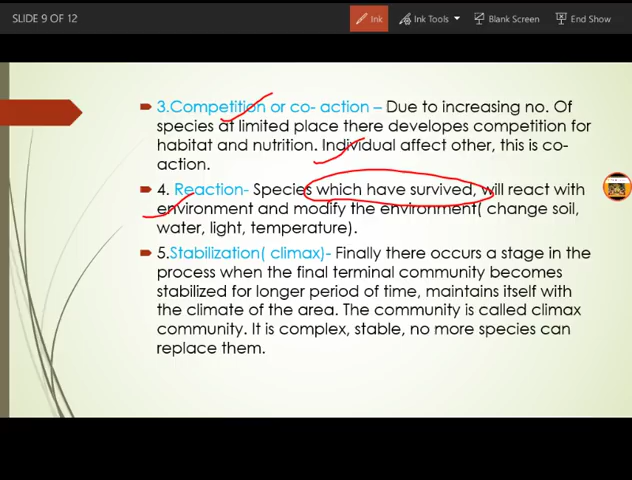 SLIDE 9 OF 12
Ink
Ink Tools
Blank Screen
End Show
3.Competition or co- action – Due to increasing no. Of
species at limited place there developes competition for
habitat and nutrition. Individual affect other, this is co-
action.
4. Reaction- Species which have survived, will react with
environment and modify the environment( change soil,
water, light, temperature).
5.Stabilization( climax)- Finally there occurs a stage in the
process when the final terminal community becomes
stabilized for longer period of time, maintains itself with
the climate of the area. The community is called climax
community. It is complex, stable, no more species can
replace them.